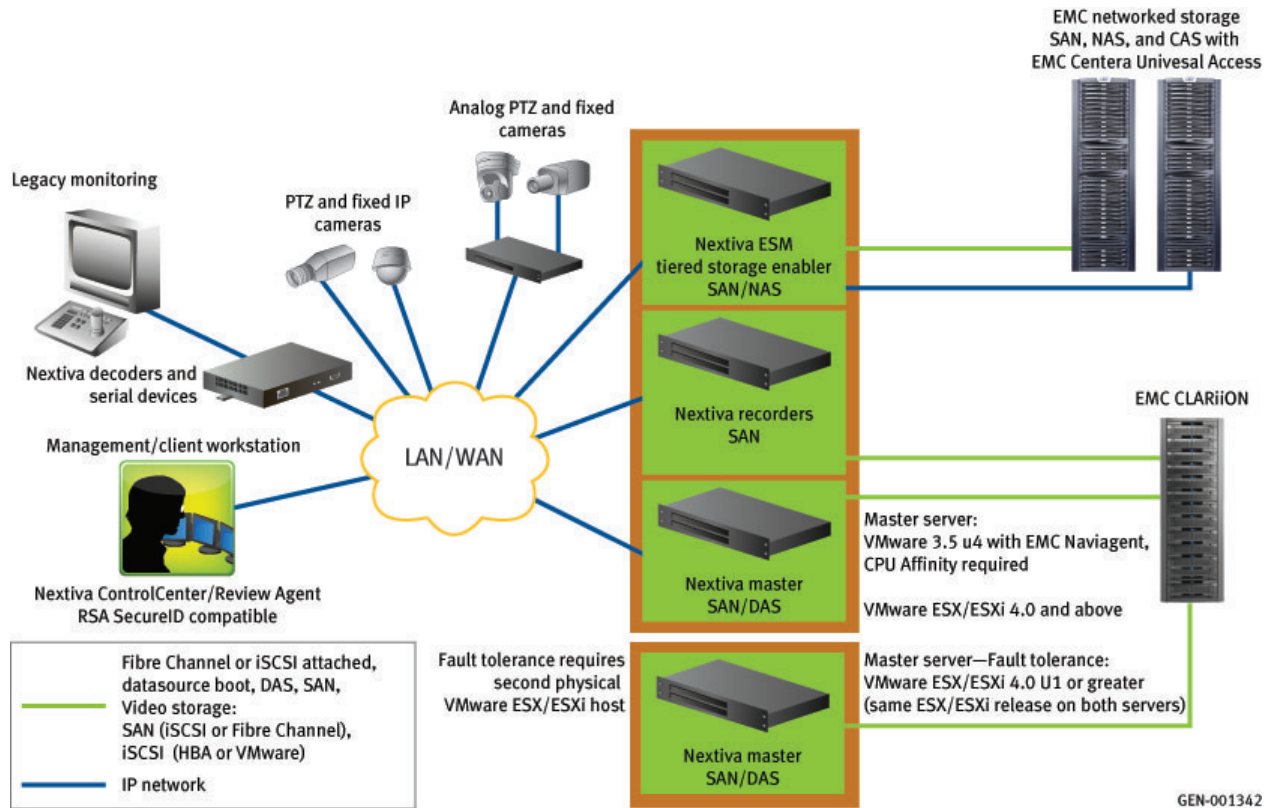 EMC networked storage
SAN, NAS, and CAS with
EMC Centera Univesal Access
Analog PTZ and fixed
cameras
Legacy monitoring
PTZ and fixed IP
cameras
Nextiva ESM
tiered storage enabler
SAN/NAS
Nextiva decoders and
serial devices
Nextiva recorders
SAN
EMC CLARiiON
Management/client workstation
LAN/WAN
Master server:
VMware 3.5 u4 with EMC Naviagent,
CPU Affinity required
Nextiva master
SAN/DAS
VMware ESX/ESXi 4.0 and above
Nextiva ControlCenter/Review Agent
RSA SecureID compatible
Fibre Channel or iSCSI attached,
datasource boot, DAS, SAN,
Video storage:
SAN (iSCSI or Fibre Channel),
iSCSI (HBA or VMware)
IP network
Fault tolerance requires
second physical
VMware ESX/ESXi host
Master server—Fault tolerance:
VMware ESX/ESXi 4.0 U1 or greater
(same ESX/ESXi release on both servers)
Nextiva master
SAN/DAS
GEN-001342